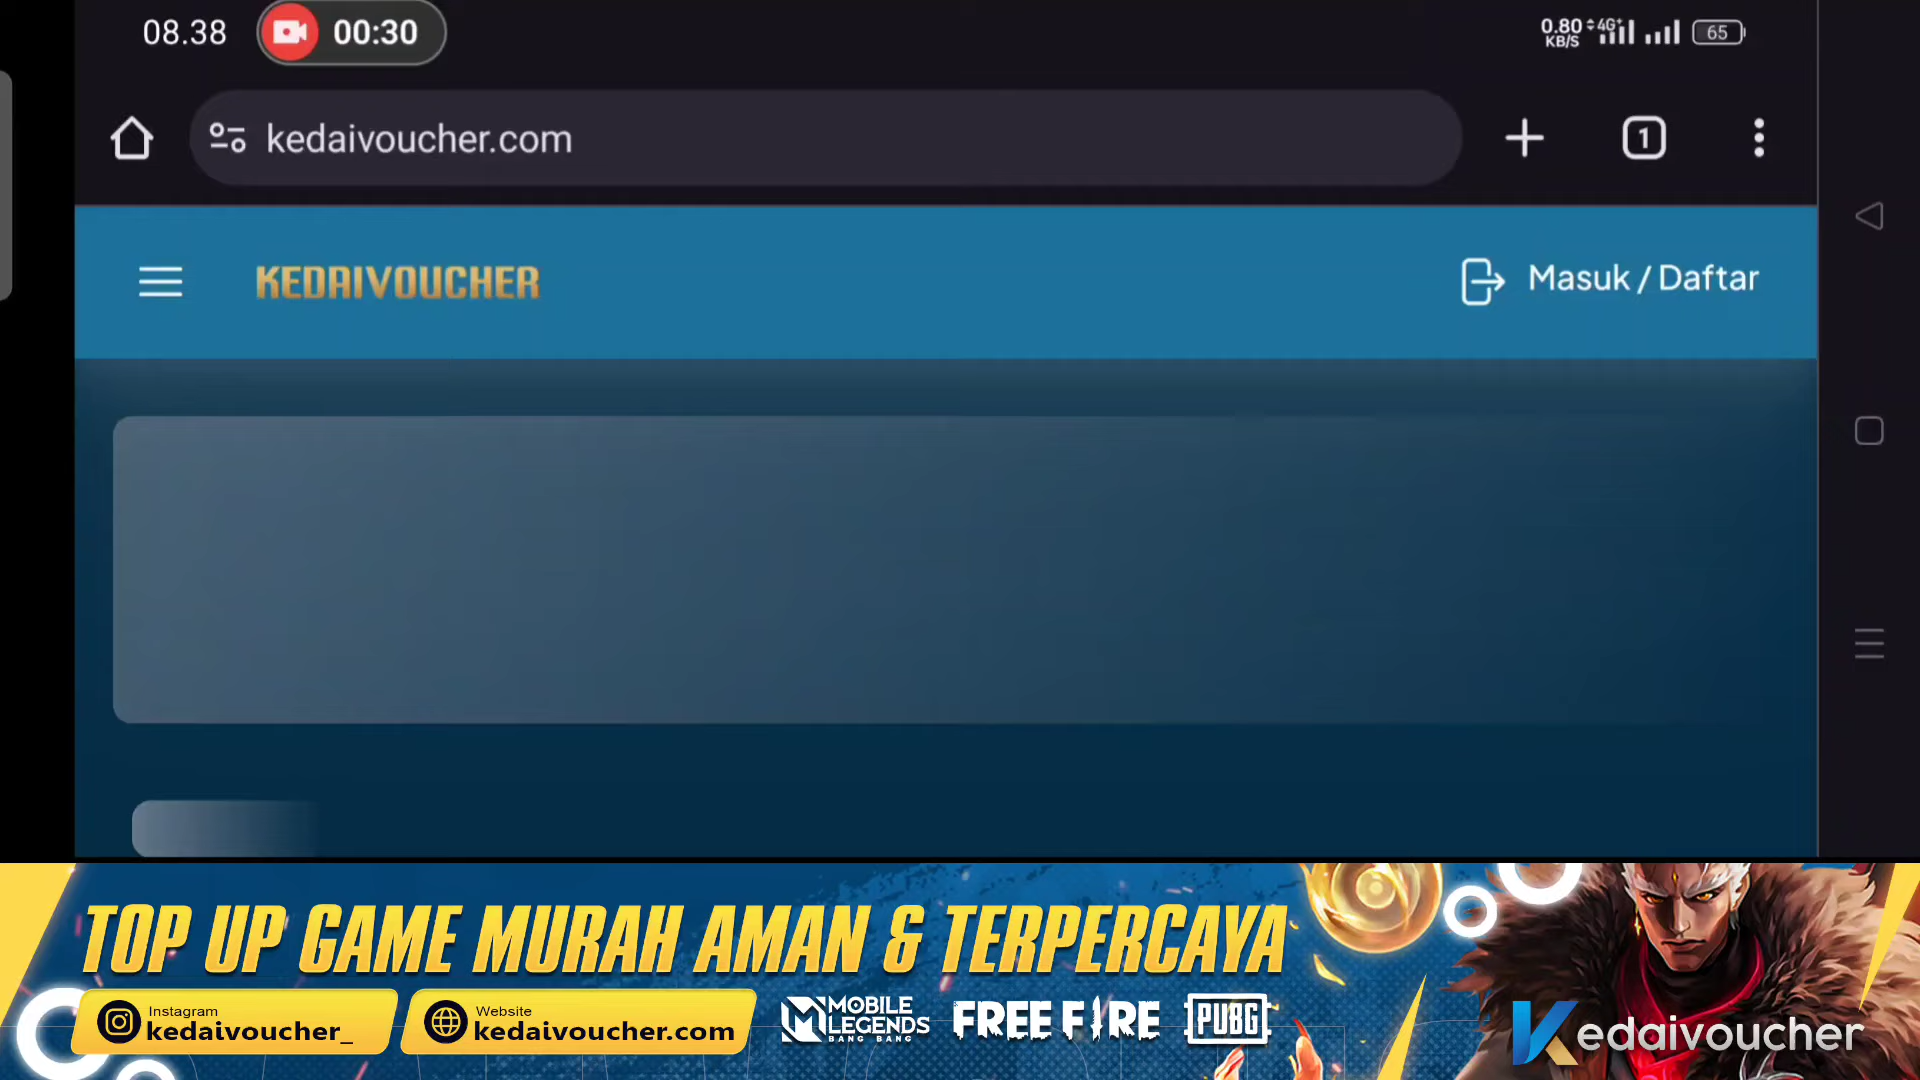 08.38
00:30
0.80
KB/S
4G+
65
kedaivoucher.com
1
KEDAIVOUCHER
Masuk / Daftar
TOP UP GAME MURAH AMAN & TERPERCAYA
Instagram
kedaivoucher_
Website
kedaivoucher.com
MOBILE
LEGENDS
BANG BANG
FREE FIRE
PUBG
Kedaivoucher